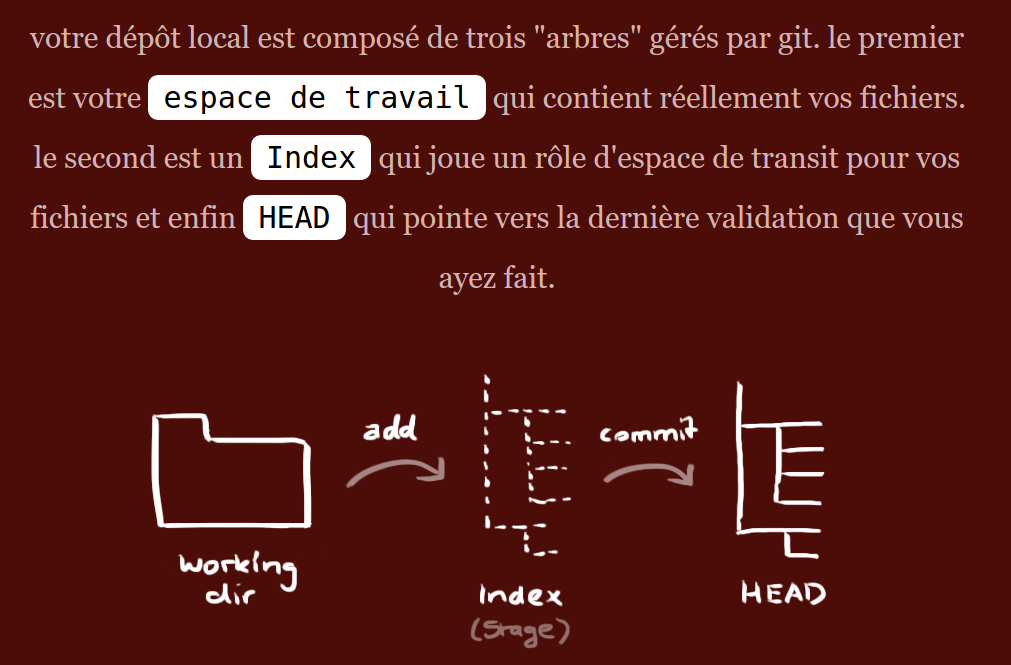 votre dépôt local est composé de trois "arbres" gérés par git. le premier
est votre espace de travail qui contient réellement vos fichiers.
le second est un Index qui joue un rôle d'espace de transit pour vos
fichiers et enfin HEAD qui pointe vers la dernière validation que vous
ayez fait.
add
commit
working
dir
Index
(Stage)
HEAD